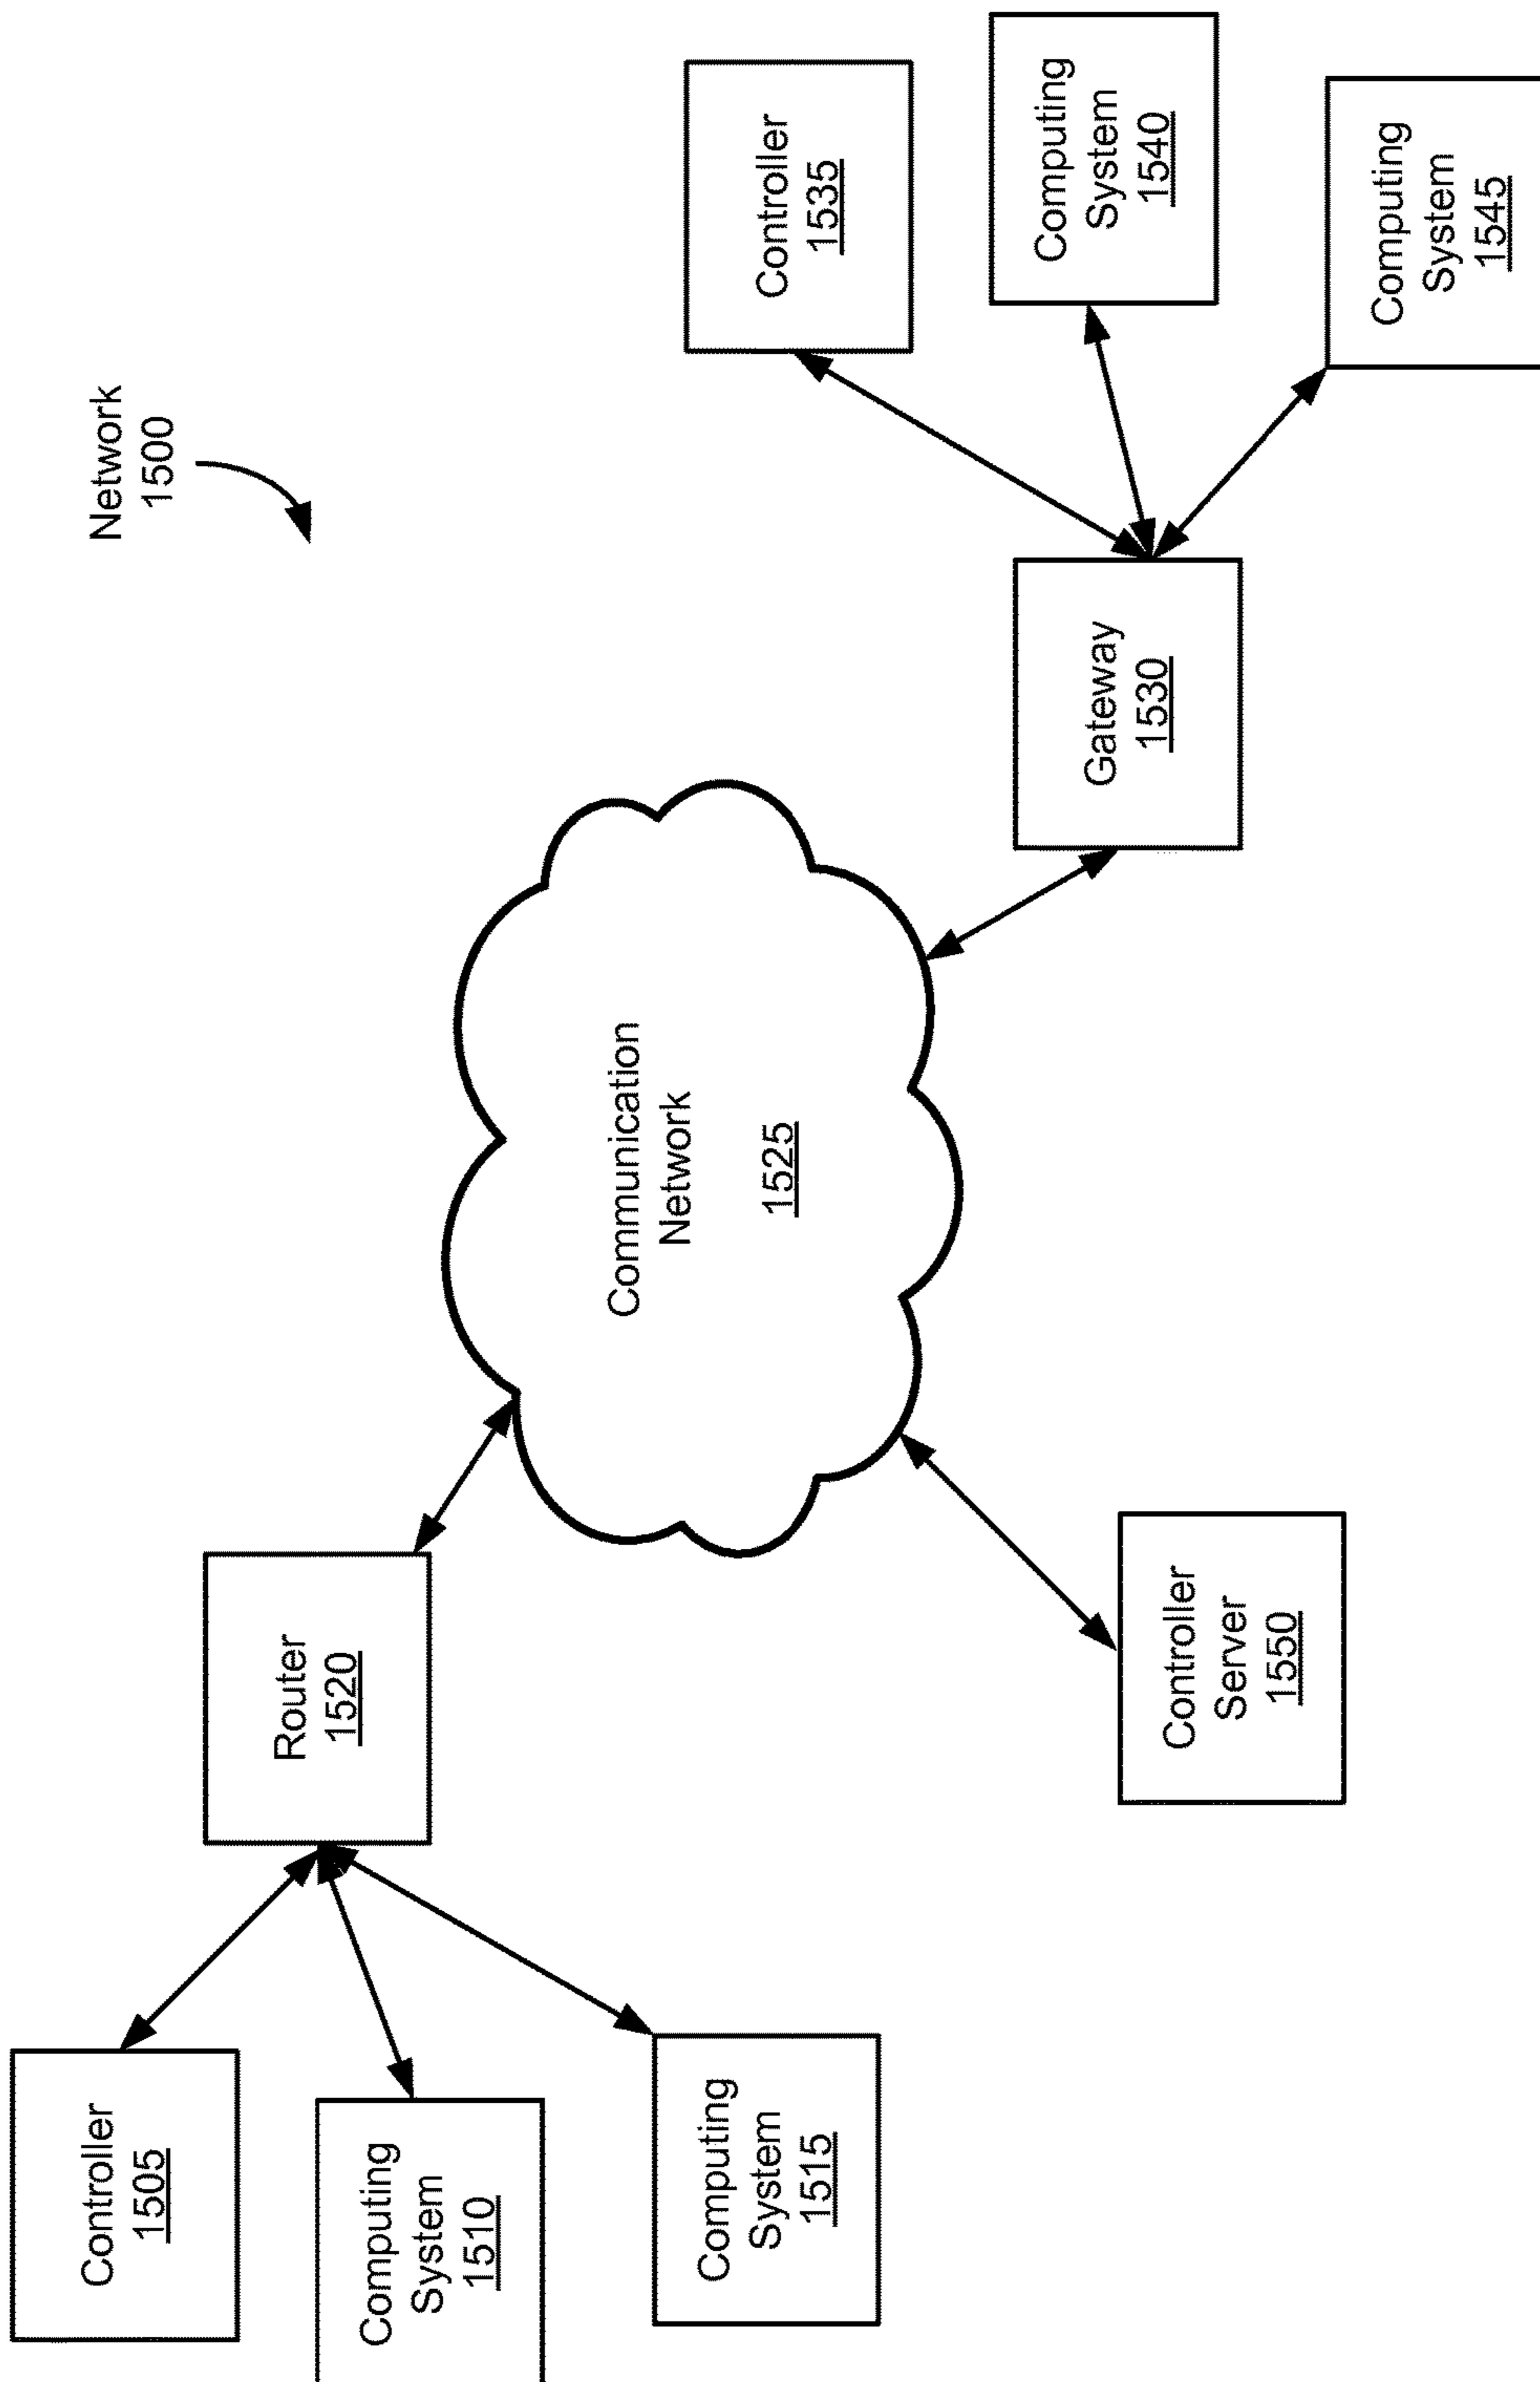 Network
1500
Controller
1505
Computing
System
1510
Computing
System
1515
Router
1520
Communication
Network
1525
Gateway
1530
Controller
1535
Computing
System
1540
Computing
System
1545
Controller
Server
1550